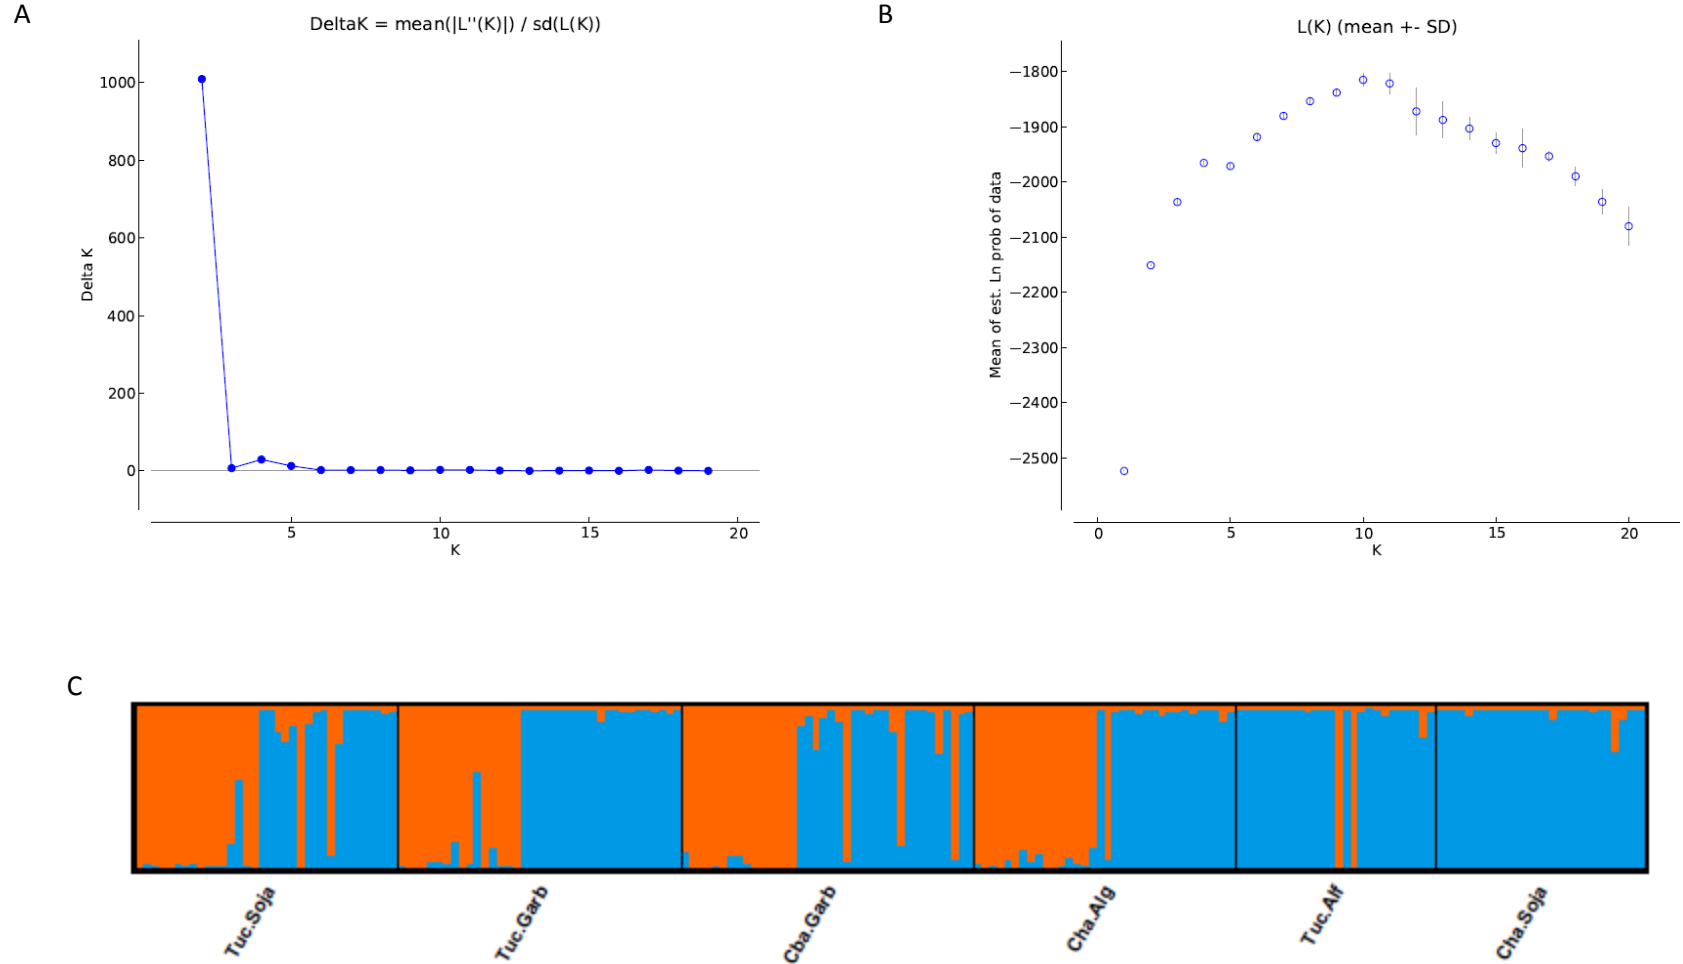 A
DeltaK = mean(|L''(K)|) / sd(L(K))
1000
800
600
400
200
0
Delta K
5 10 15 20
K
B
L(K) (mean +- SD)
−1800
−1900
−2000
−2100
−2200
−2300
−2400
−2500
Mean of est. Ln prob of data
0 5 10 15 20
K
C
Tuc.Soja
Tuc.Garb
Cba.Garb
Cha.Alg
Tuc.Alf
Cha.Soja